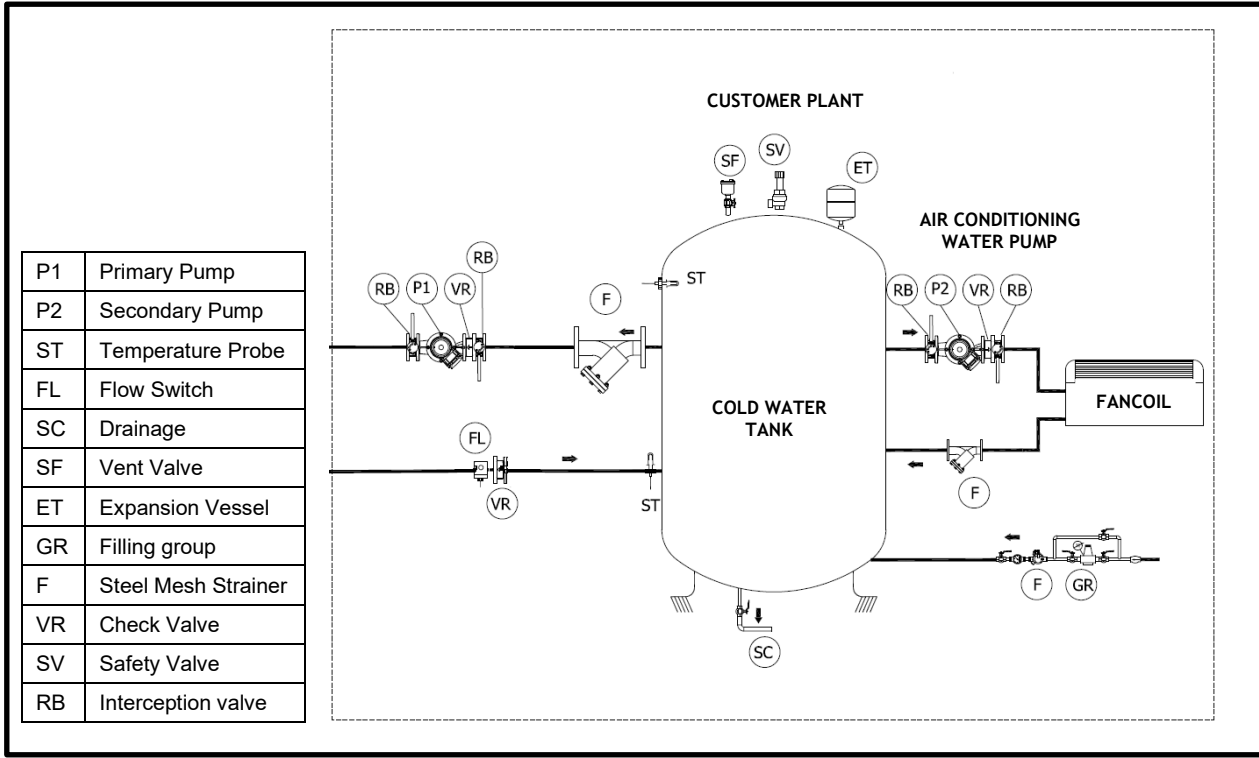 CUSTOMER PLANT
SF
SV
ET
AIR CONDITIONING
WATER PUMP
P1 Primary Pump
P2 Secondary Pump
ST Temperature Probe
FL Flow Switch
SC Drainage
SF Vent Valve
ET Expansion Vessel
GR Filling group
F Steel Mesh Strainer
VR Check Valve
SV Safety Valve
RB Interception valve
RB
P1
VR
RB
F
ST
RB
P2
VR
RB
COLD WATER
TANK
FANCOIL
FL
VR
ST
F
F
GR
SC